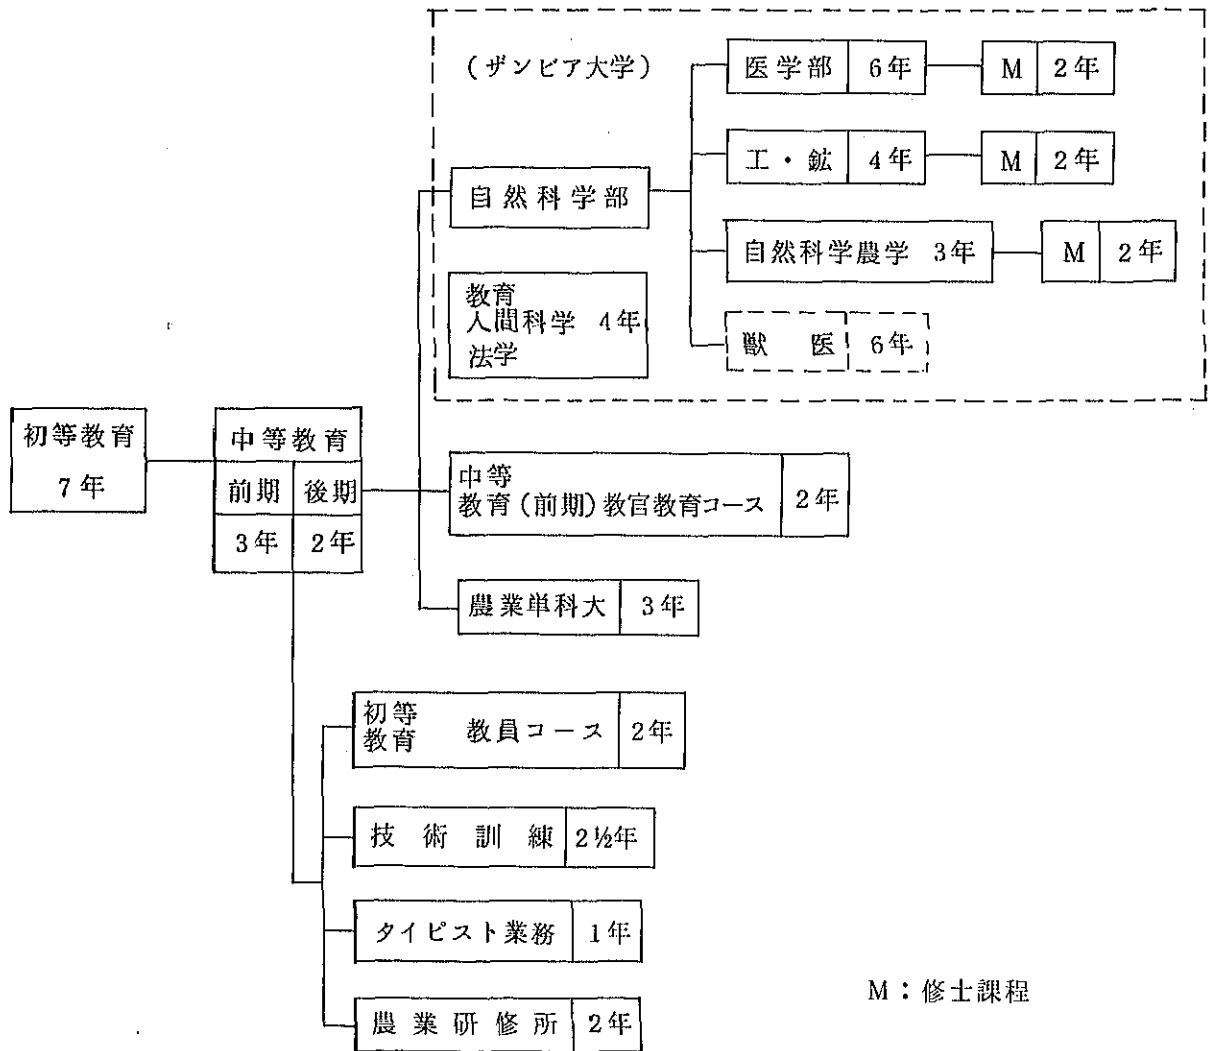 (ザンビア大学)
医学部 6年 M 2年
工・鉱 4年 M 2年
自然科学部
自然科学農学 3年 M 2年
教育
人間科学 4年
法学
獣医 6年
初等教育
7年
中等教育
前期 後期
3年 2年
中等
教育(前期)教官教育コース 2年
農業単科大 3年
初等
教育 教員コース 2年
技術訓練 2½年
タイピスト業務 1年
農業研修所 2年
M:修士課程